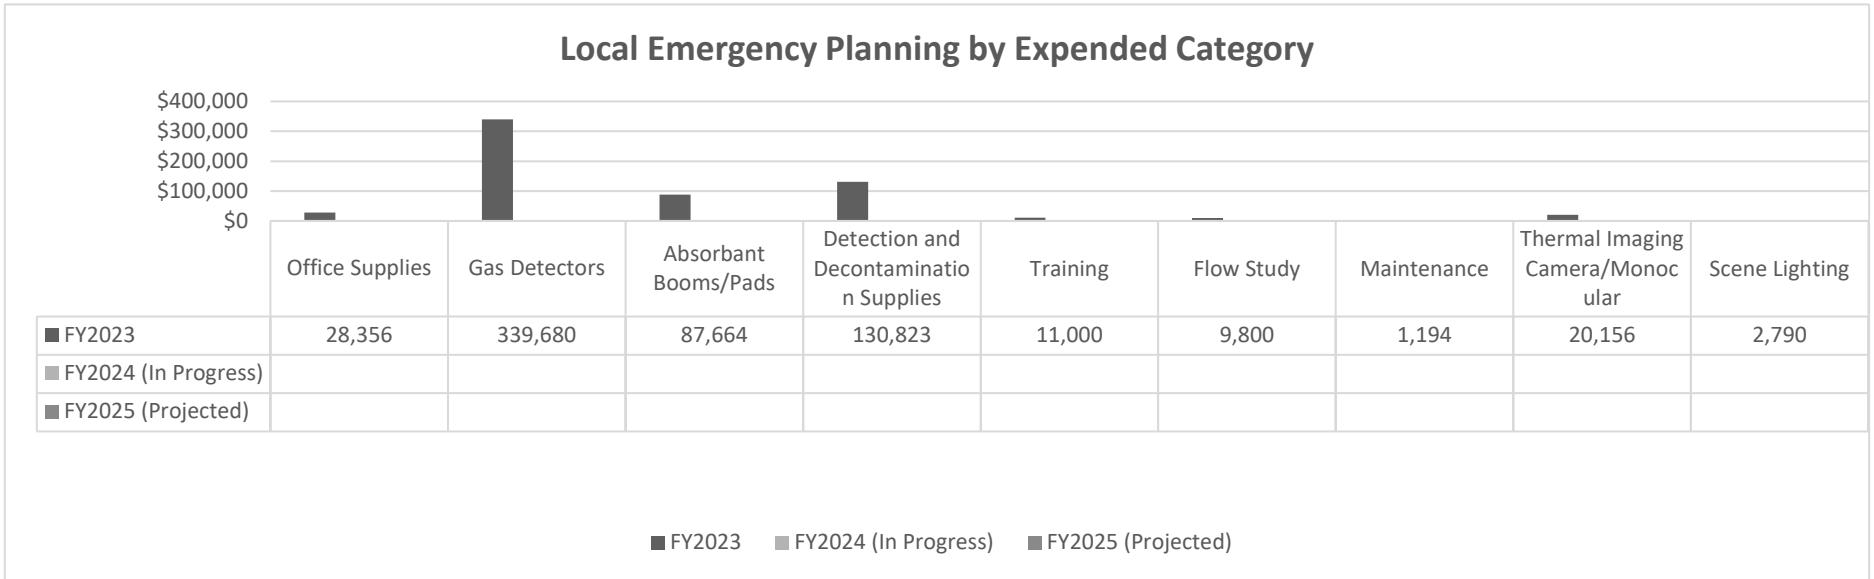 Local Emergency Planning by Expended Category
$400,000
$300,000
$200,000
$100,000
$0
Office Supplies
Gas Detectors
Absorbant
Booms/Pads
Detection and
Decontaminatio
n Supplies
Training
Flow Study
Maintenance
Thermal Imaging
Camera/Monoc
ular
Scene Lighting
FY2023 28,356 339,680 87,664 130,823 11,000 9,800 1,194 20,156 2,790
FY2024 (In Progress)
FY2025 (Projected)
FY2023 FY2024 (In Progress) FY2025 (Projected)